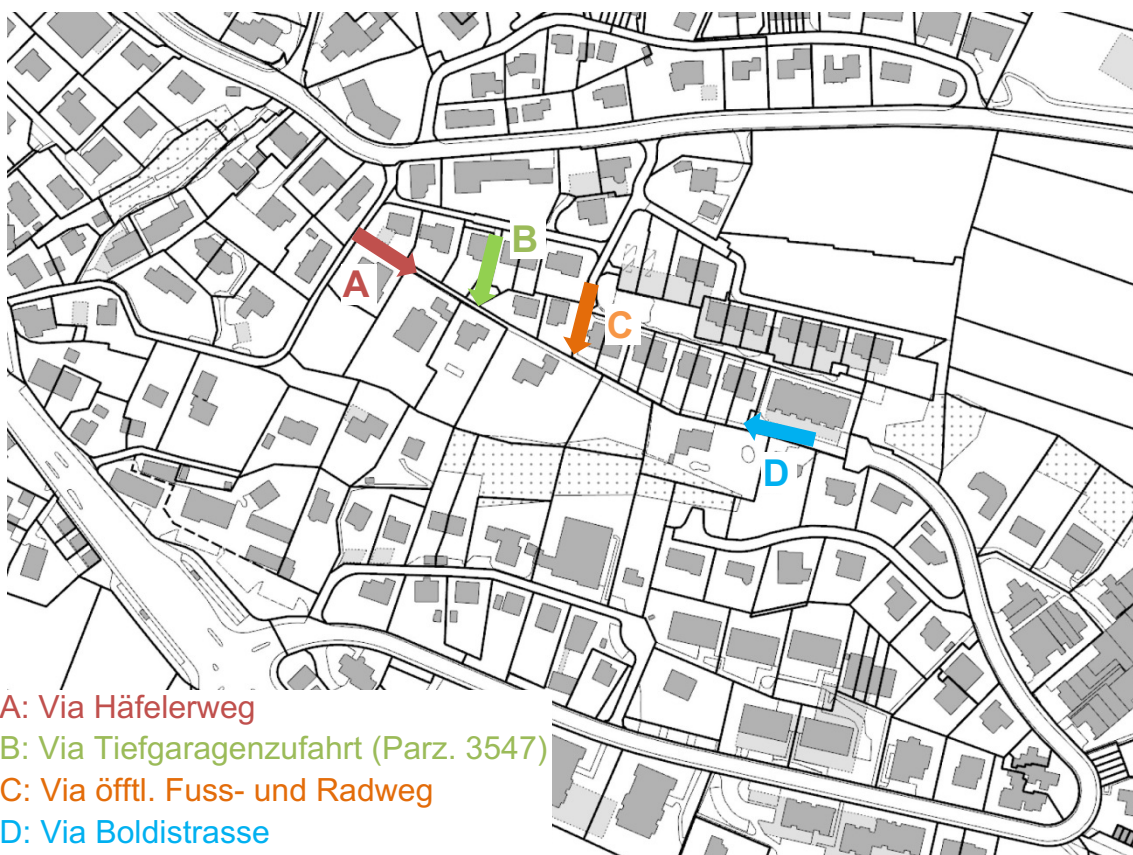 B
A
C
D
A: Via Häfelerweg
B: Via Tiefgaragenzufahrt (Parz. 3547)
C: Via öfftl. Fuss- und Radweg
D: Via Boldistrasse